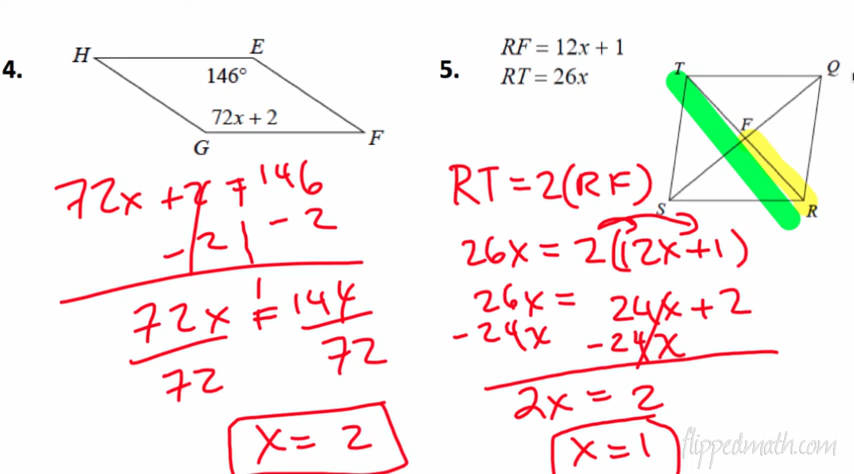 4.
H
E
146°
72x + 2
G
F
72x + 2 = 146
- 2 - 2
72x = 144
72 72
x = 2
5.
RF = 12x + 1
RT = 26x
T
Q
F
S
R
RT = 2(RF)
26x = 2(12x+1)
26x = 24x + 2
-24x -24x
2x = 2
x = 1
flippedmath.com